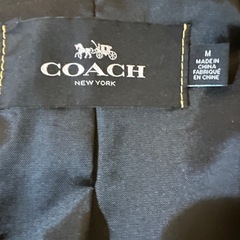 COACH
NEW YORK
M
MADE IN
CHINA
FABRIQUÉ
EN CHINE